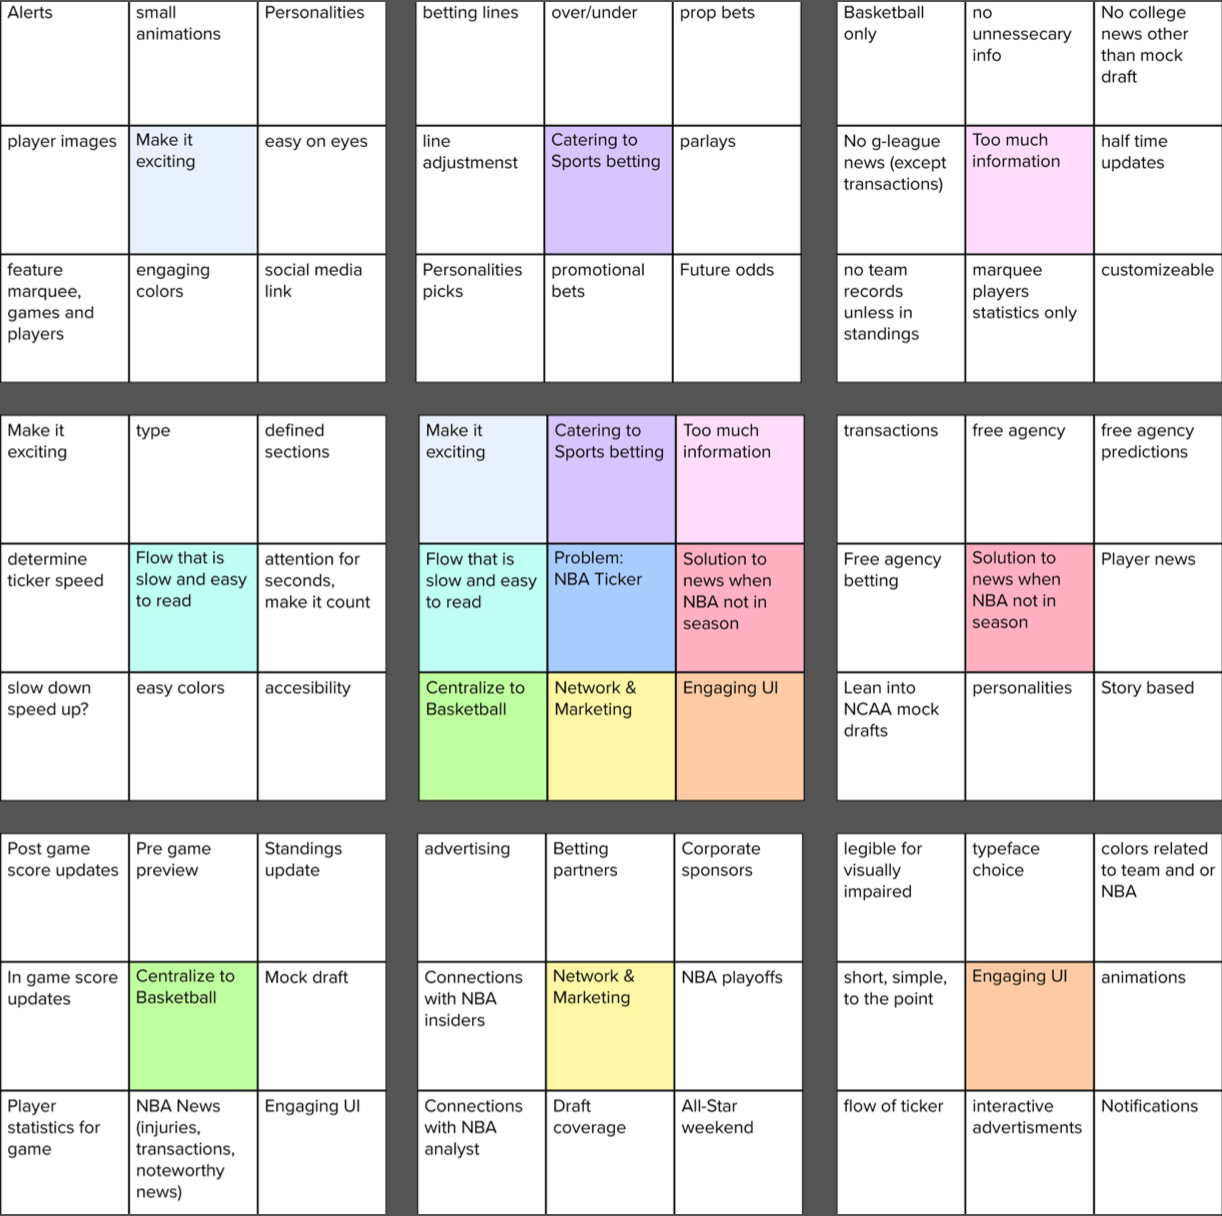 Alerts
small
animations
Personalities
player images
Make it
exciting
easy on eyes
feature
marquee,
games and
players
engaging
colors
social media
link
betting lines
over/under
prop bets
line
adjustmenst
Catering to
Sports betting
parlays
Personalities
picks
promotional
bets
Future odds
Basketball
only
no
unnessecary
info
No college
news other
than mock
draft
No g-league
news (except
transactions)
Too much
information
half time
updates
no team
records
unless in
standings
marquee
players
statistics only
customizeable
Make it
exciting
type
defined
sections
determine
ticker speed
Flow that is
slow and easy
to read
attention for
seconds,
make it count
slow down
speed up?
easy colors
accesibility
Make it
exciting
Catering to
Sports betting
Too much
information
Flow that is
slow and easy
to read
Problem:
NBA Ticker
Solution to
news when
NBA not in
season
Centralize to
Basketball
Network &
Marketing
Engaging UI
transactions
free agency
free agency
predictions
Free agency
betting
Solution to
news when
NBA not in
season
Player news
Lean into
NCAA mock
drafts
personalities
Story based
Post game
score updates
Pre game
preview
Standings
update
In game score
updates
Centralize to
Basketball
Mock draft
Player
statistics for
game
NBA News
(injuries,
transactions,
noteworthy
news)
Engaging UI
advertising
Betting
partners
Corporate
sponsors
Connections
with NBA
insiders
Network &
Marketing
NBA playoffs
Connections
with NBA
analyst
Draft
coverage
All-Star
weekend
legible for
visually
impaired
typeface
choice
colors related
to team and or
NBA
short, simple,
to the point
Engaging UI
animations
flow of ticker
interactive
advertisments
Notifications